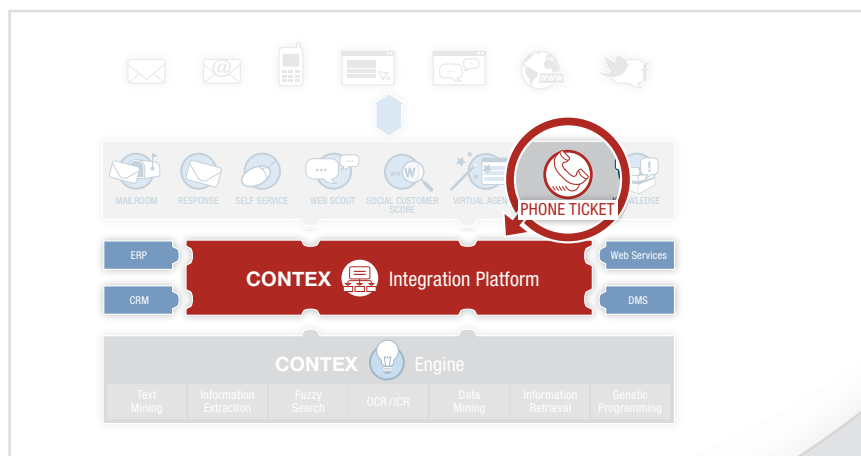 www
W
MAILROOM
RESPONSE
SELF SERVICE
WEB SCOUT
SOCIAL CUSTOMER
SCORE
VIRTUAL AGEN
PHONE TICKET
WLEDGE
ERP
CRM
CONTEX Integration Platform
Web Services
DMS
CONTEX Engine
Text
Mining
Information
Extraction
Fuzzy
Search
OCR/ICR
Data
Mining
Information
Retrieval
Genetic
Programming